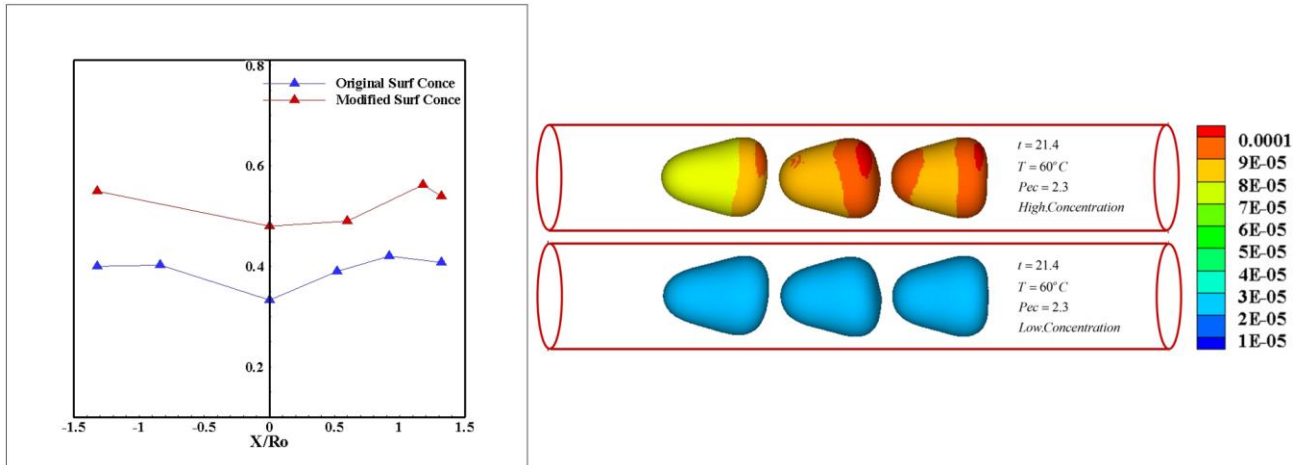 0.8
Original Surf Conce
Modified Surf Conce
0.6
0.4
0.2
-1.5
-1
-0.5
0
0.5
1
1.5
X/Ro
t = 21.4
T = 60°C
Pec = 2.3
High.Concentration
t = 21.4
T = 60°C
Pec = 2.3
Low.Concentration
0.0001
9E-05
8E-05
7E-05
6E-05
5E-05
4E-05
3E-05
2E-05
1E-05